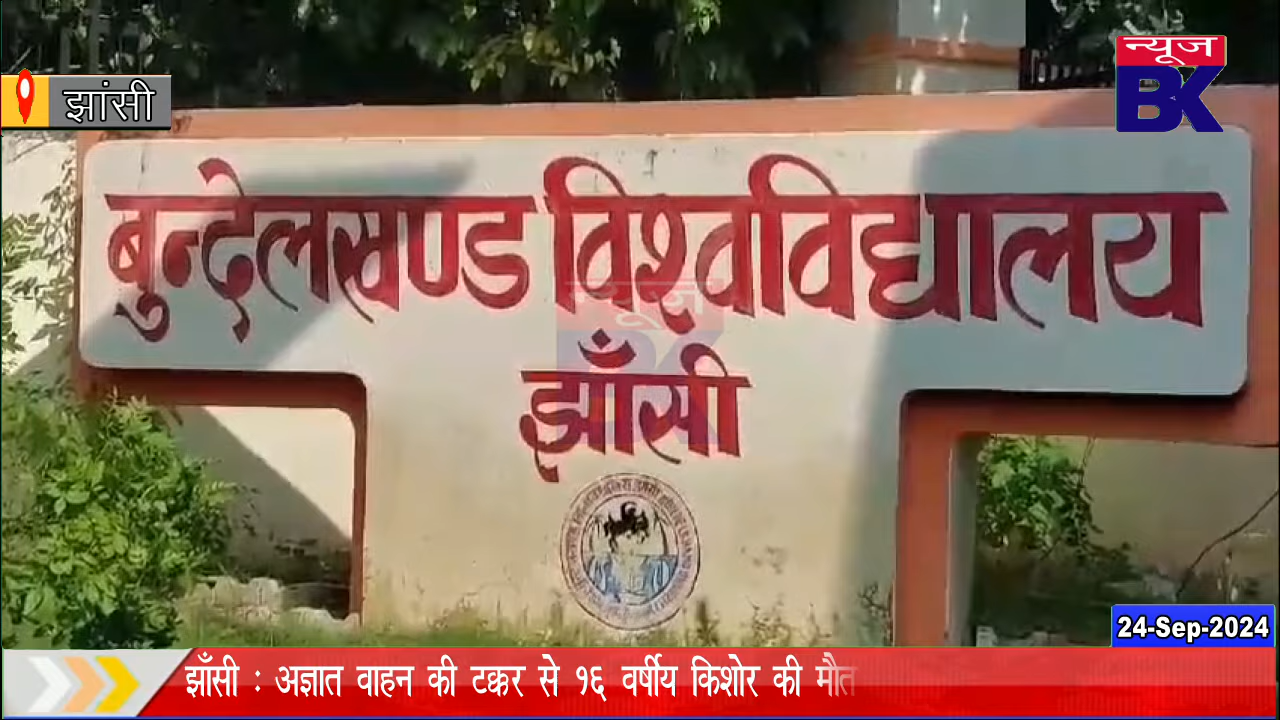 न्यूज
BK
झांसी
बुन्देलखण्ड विश्वविद्यालय
झाँसी
24-Sep-2024
झाँसी : अज्ञात वाहन की टक्कर से १६ वर्षीय किशोर की मौत